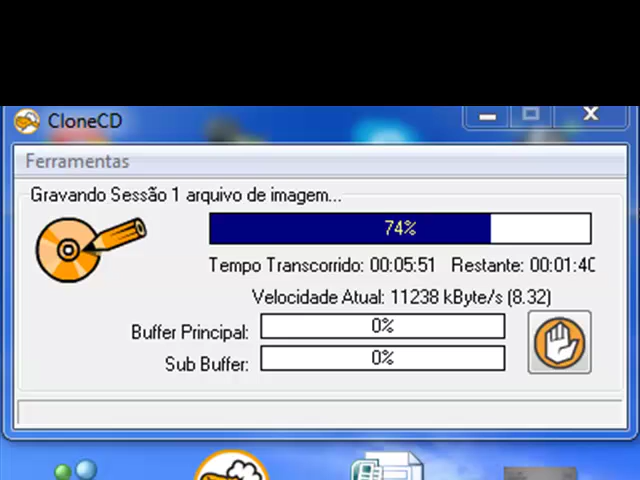 CloneCD
Ferramentas
Gravando Sessão 1 arquivo de imagem...
74%
Tempo Transcorrido: 00:05:51 Restante: 00:01:40
Velocidade Atual: 11238 kByte/s (8.32)
Buffer Principal: 0%
Sub Buffer: 0%